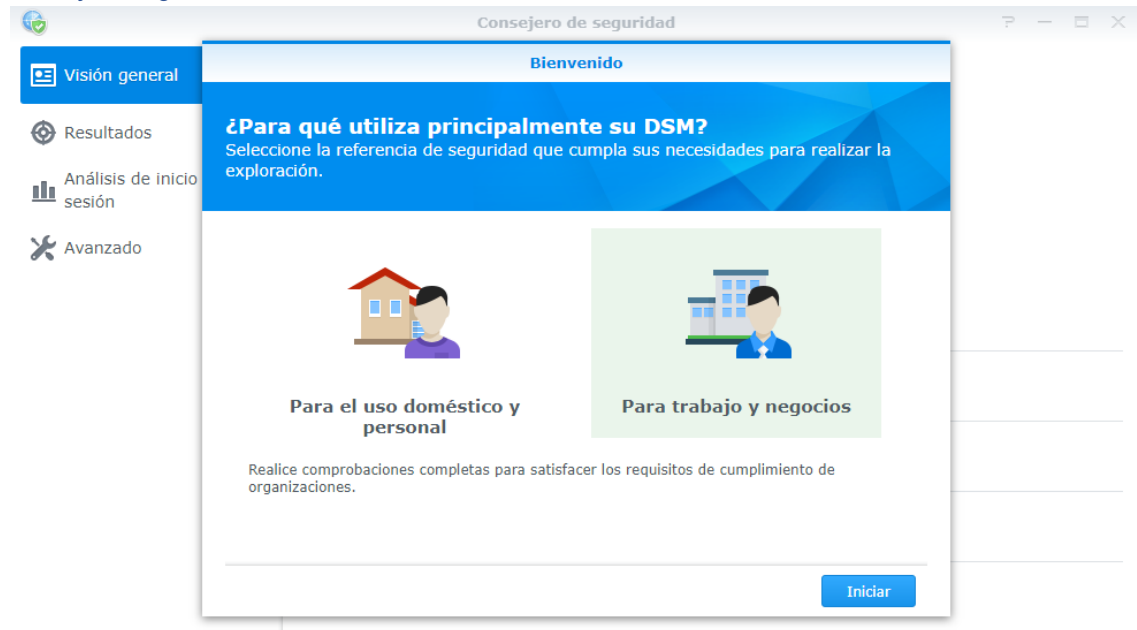 Consejero de seguridad
Visión general
Resultados
Análisis de inicio
sesión
Avanzado
Bienvenido
¿Para qué utiliza principalmente su DSM?
Seleccione la referencia de seguridad que cumpla sus necesidades para realizar la
exploración.
Para el uso doméstico y
personal
Para trabajo y negocios
Realice comprobaciones completas para satisfacer los requisitos de cumplimiento de
organizaciones.
Iniciar